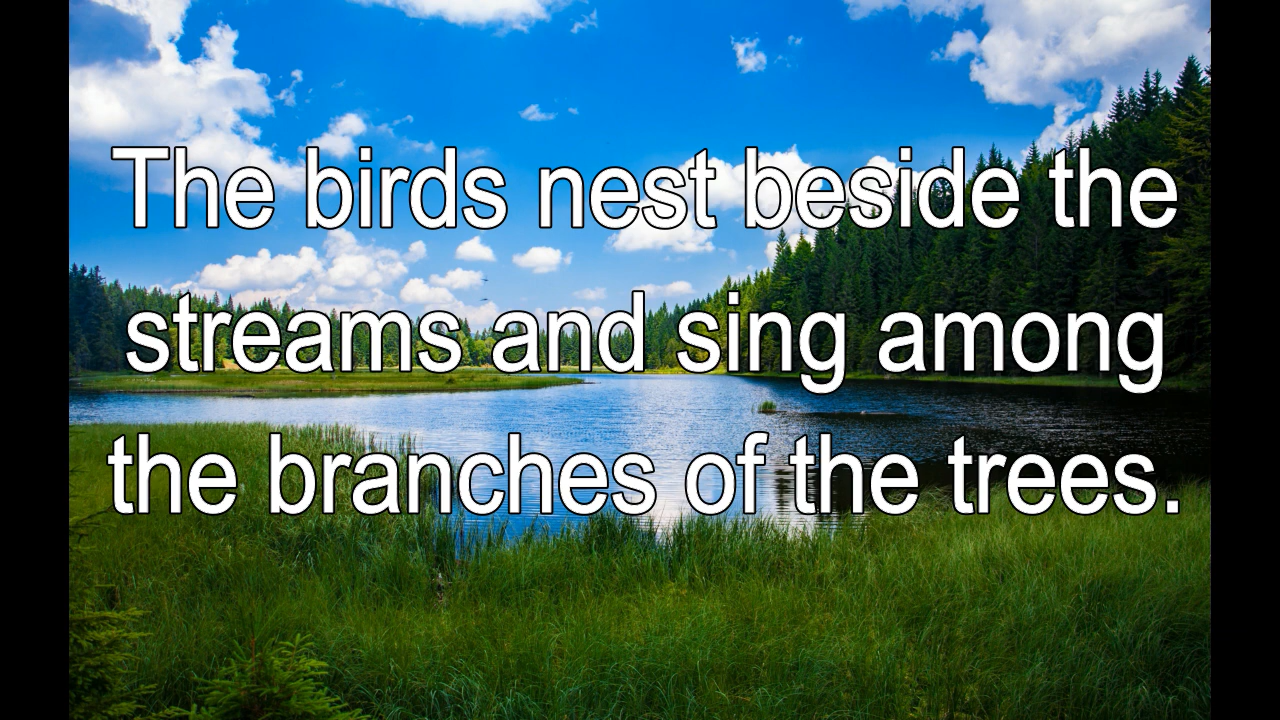 The birds nest beside the
streams and sing among
the branches of the trees.